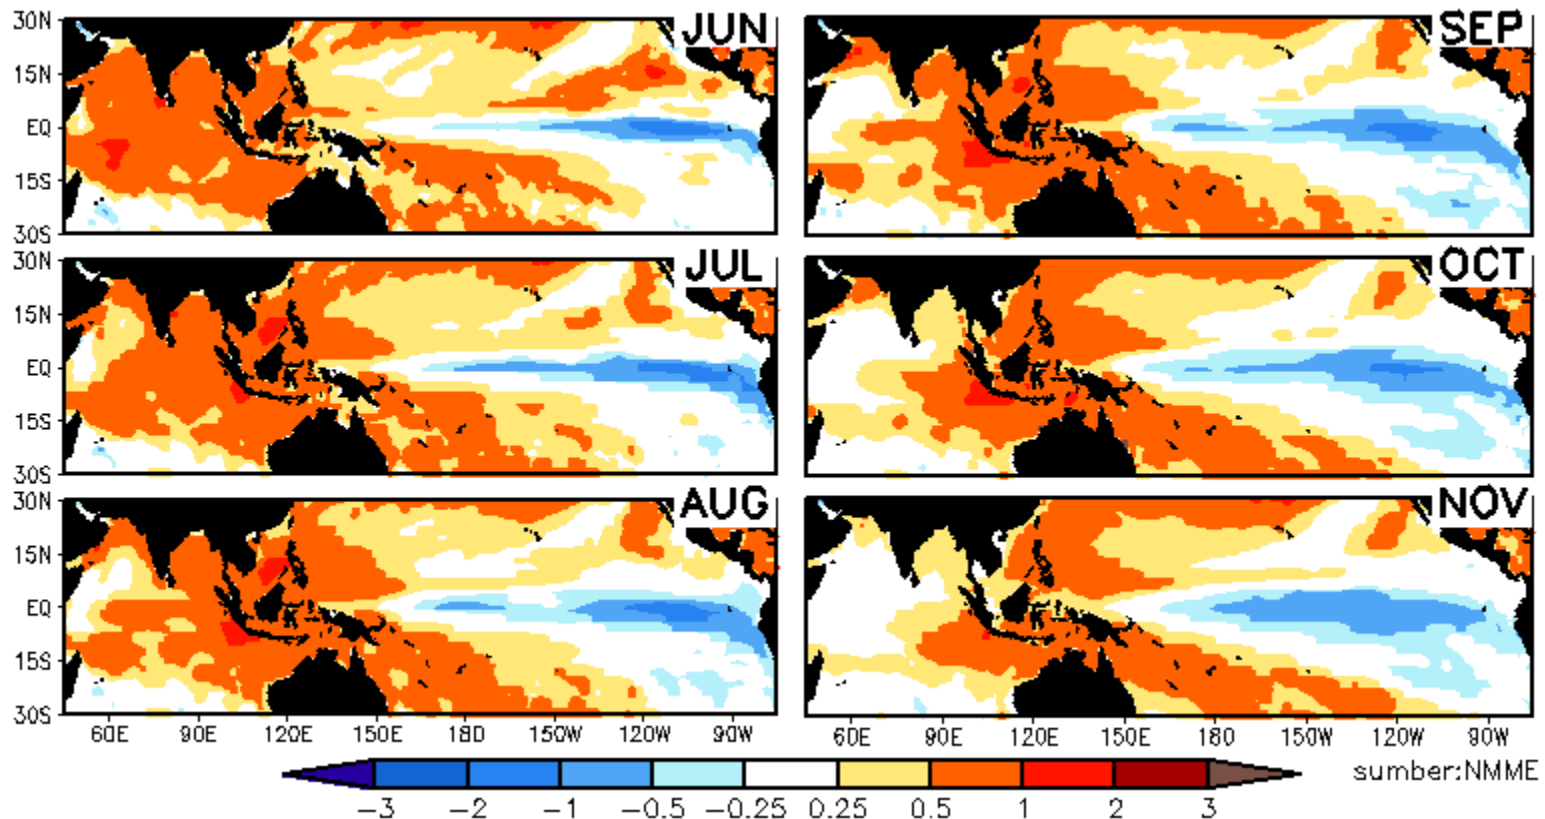 30N JUN SEP
15N
EQ
15S
30S
30N JUL OCT
15N
EQ
15S
30S
30N AUG NOV
15N
EQ
15S
30S
60E 90E 120E 150E 180 150W 120W 90W 60E 90E 120E 150E 180 150W 120W 90W
sumber:NMME
-3 -2 -1 -0.5 -0.25 0.25 0.5 1 2 3